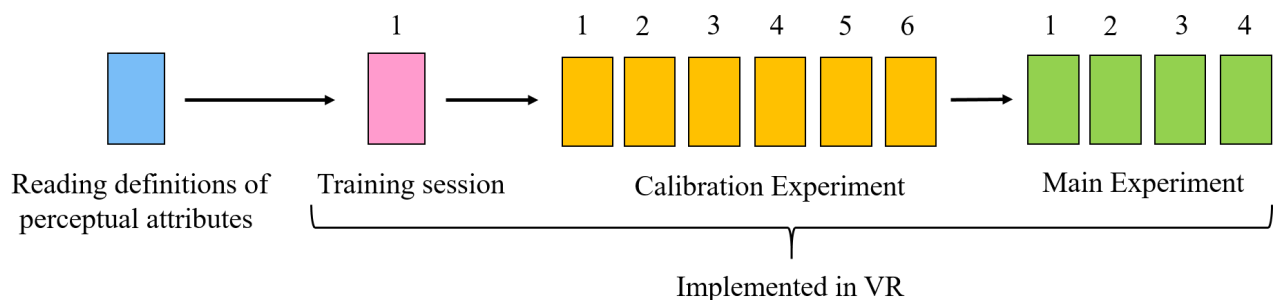 1
1 2 3 4 5 6
1 2 3 4
Reading definitions of
perceptual attributes
Training session
Calibration Experiment
Main Experiment
Implemented in VR